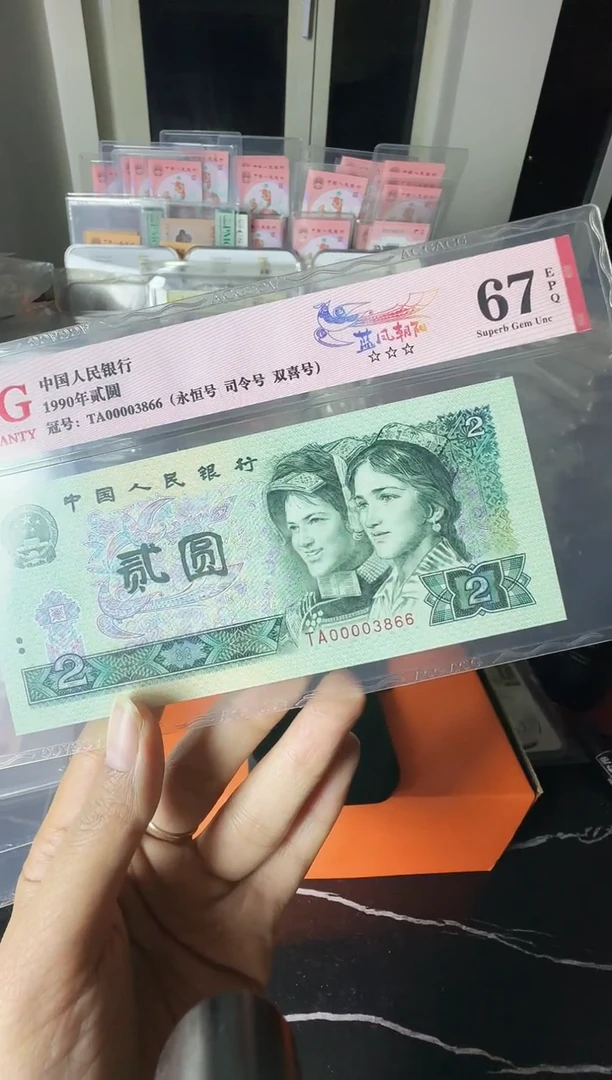 67
EPQ
Superb Gem Unc
蓝凤朝阳
☆☆☆
G
ANTY
中国人民银行
1990年贰圆
冠号：TA00003866（永恒号 司令号 双喜号）
中国人民银行
2
贰圆
2
TA00003866
2